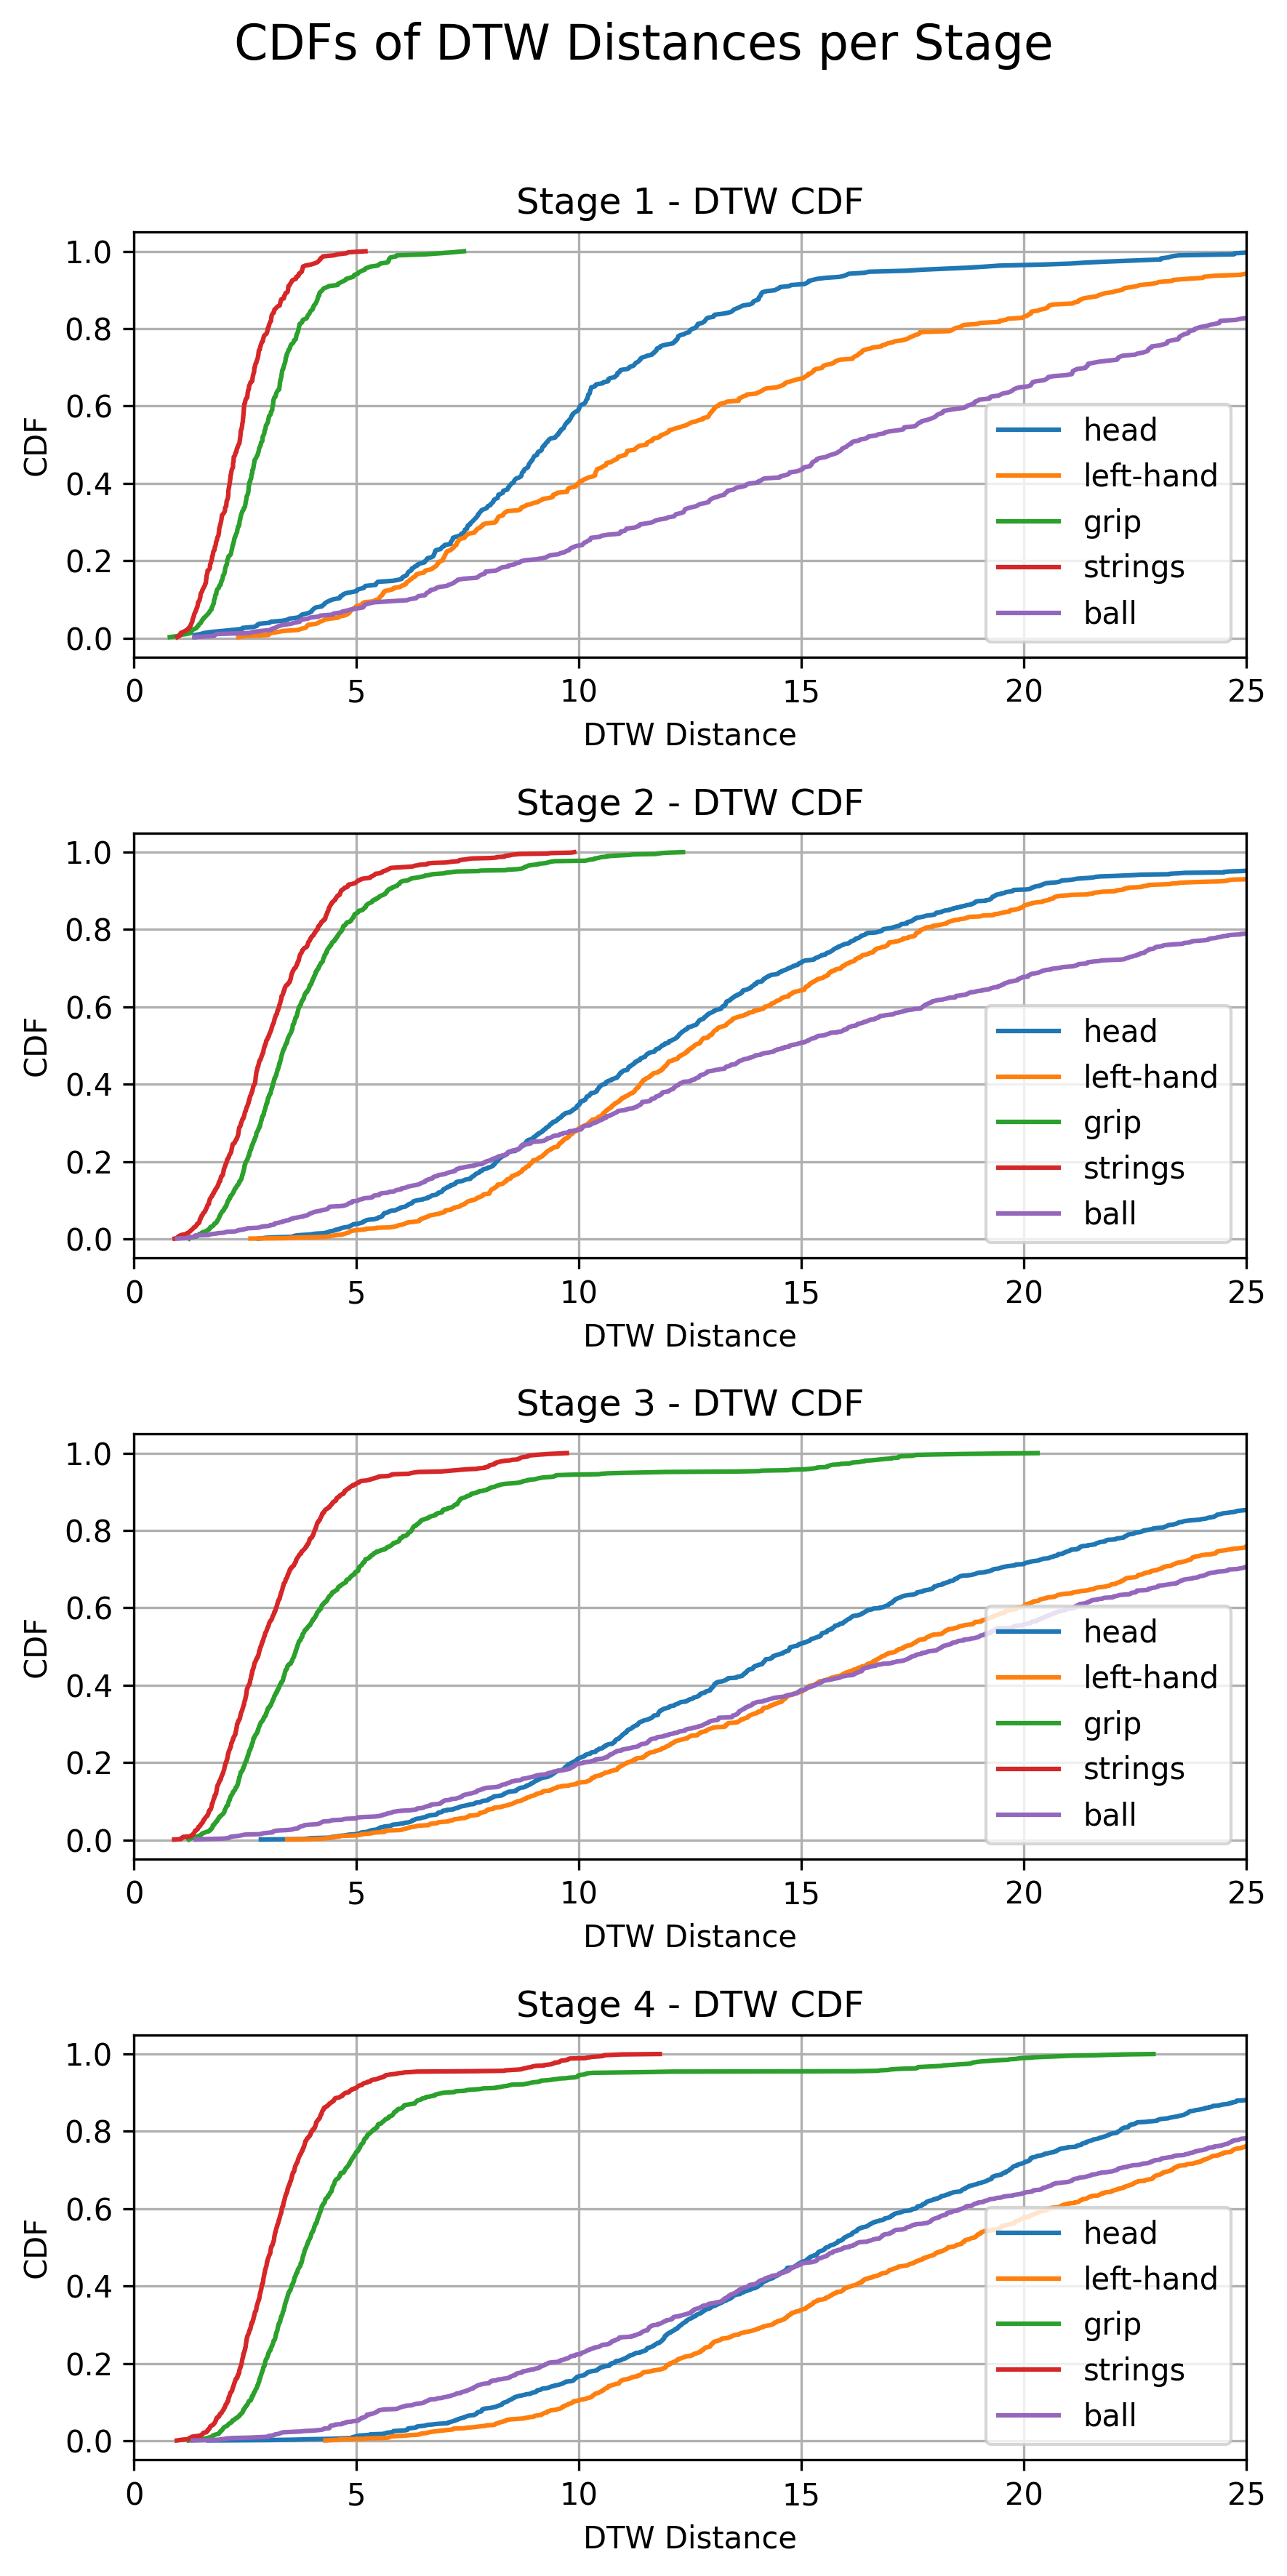 CDFs of DTW Distances per Stage
Stage 1 - DTW CDF
1.0
0.8
0.6
0.4
0.2
0.0
CDF
head
left-hand
grip
strings
ball
0 5 10 15 20 25
DTW Distance
Stage 2 - DTW CDF
1.0
0.8
0.6
0.4
0.2
0.0
CDF
head
left-hand
grip
strings
ball
0 5 10 15 20 25
DTW Distance
Stage 3 - DTW CDF
1.0
0.8
0.6
0.4
0.2
0.0
CDF
head
left-hand
grip
strings
ball
0 5 10 15 20 25
DTW Distance
Stage 4 - DTW CDF
1.0
0.8
0.6
0.4
0.2
0.0
CDF
head
left-hand
grip
strings
ball
0 5 10 15 20 25
DTW Distance